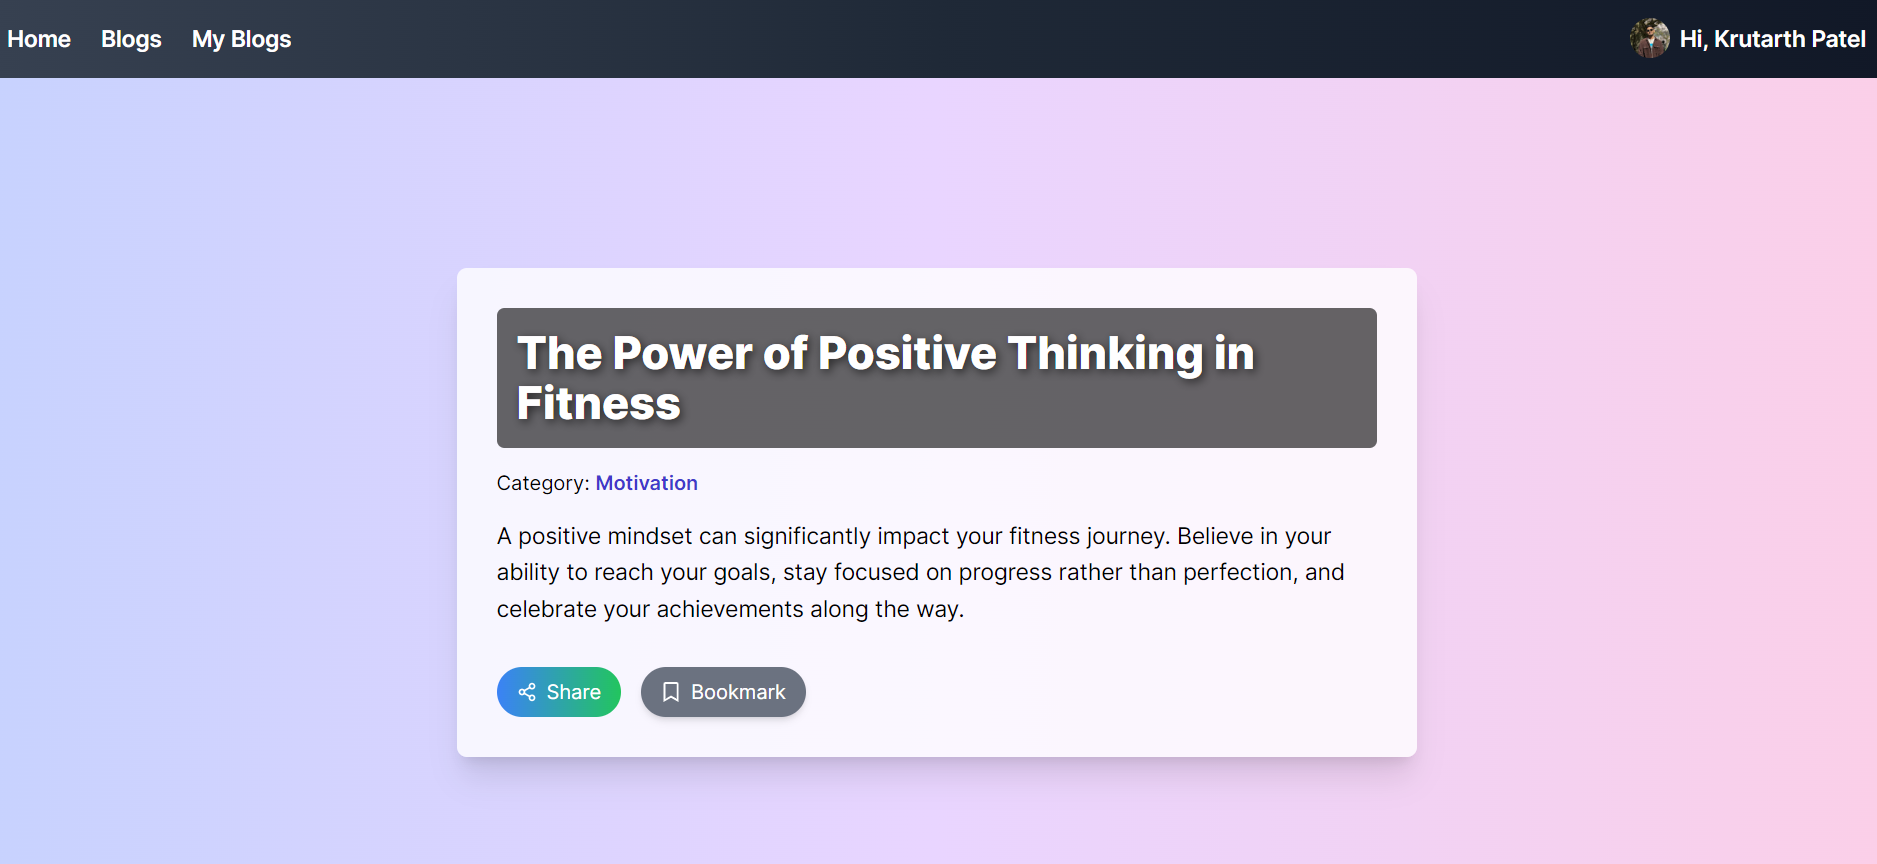 Home Blogs My Blogs Hi, Krutarth Patel
The Power of Positive Thinking in
Fitness
Category: Motivation
A positive mindset can significantly impact your fitness journey. Believe in your
ability to reach your goals, stay focused on progress rather than perfection, and
celebrate your achievements along the way.
Share Bookmark